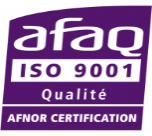 afaq
ISO 9001
Qualité
AFNOR CERTIFICATION